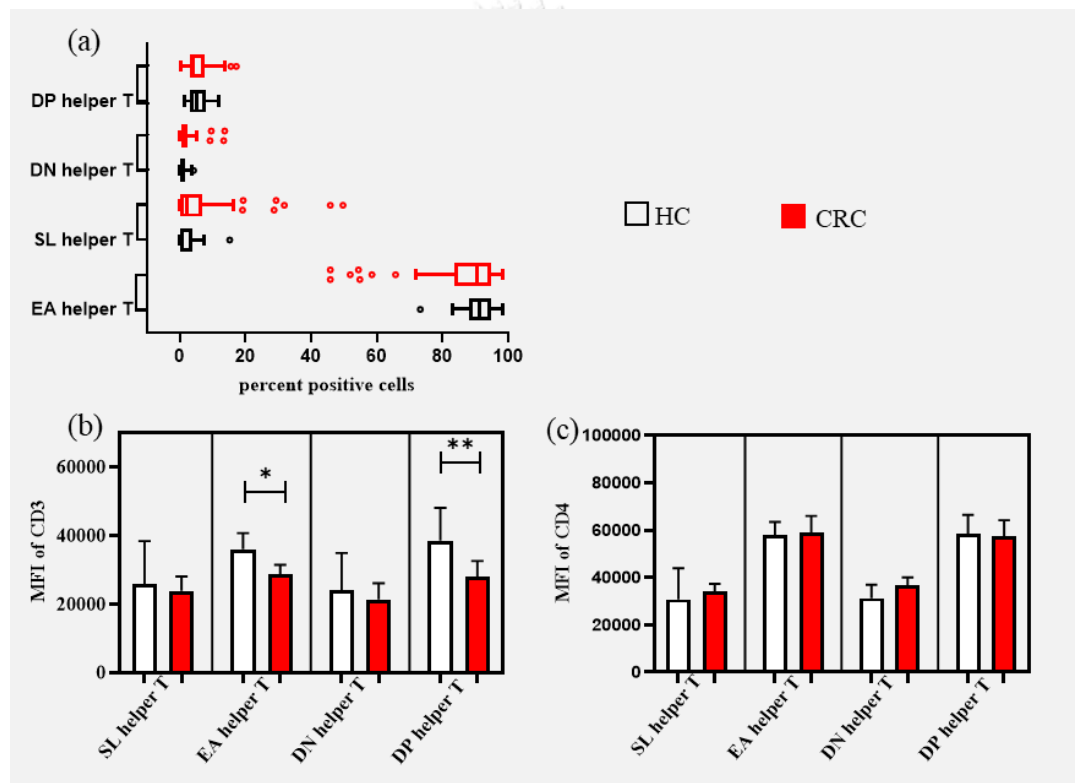 (a)
DP helper T
DN helper T
SL helper T
EA helper T
0 20 40 60 80 100
percent positive cells
HC CRC
(b)
**
*
60000
40000
20000
0
MFI of CD3
SL helper T
EA helper T
DN helper T
DP helper T
(c)
100000
80000
60000
40000
20000
0
MFI of CD4
SL helper T
EA helper T
DN helper T
DP helper T